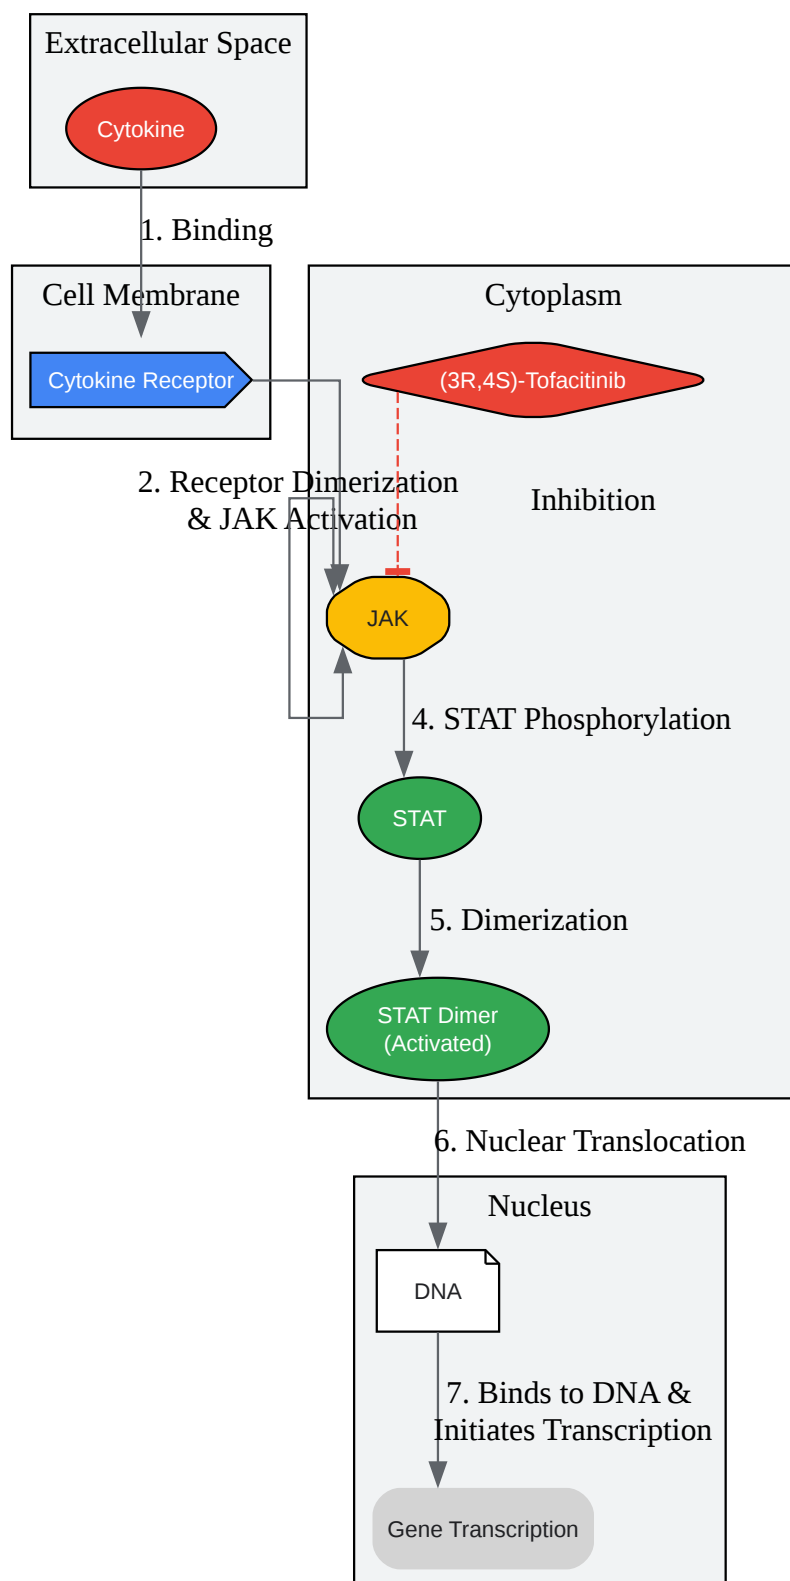 Extracellular Space
Cytokine
1. Binding
Cell Membrane
Cytokine Receptor
Cytoplasm
(3R,4S)-Tofacitinib
2. Receptor Dimerization
& JAK Activation
Inhibition
JAK
4. STAT Phosphorylation
STAT
5. Dimerization
STAT Dimer
(Activated)
6. Nuclear Translocation
Nucleus
DNA
7. Binds to DNA &
Initiates Transcription
Gene Transcription